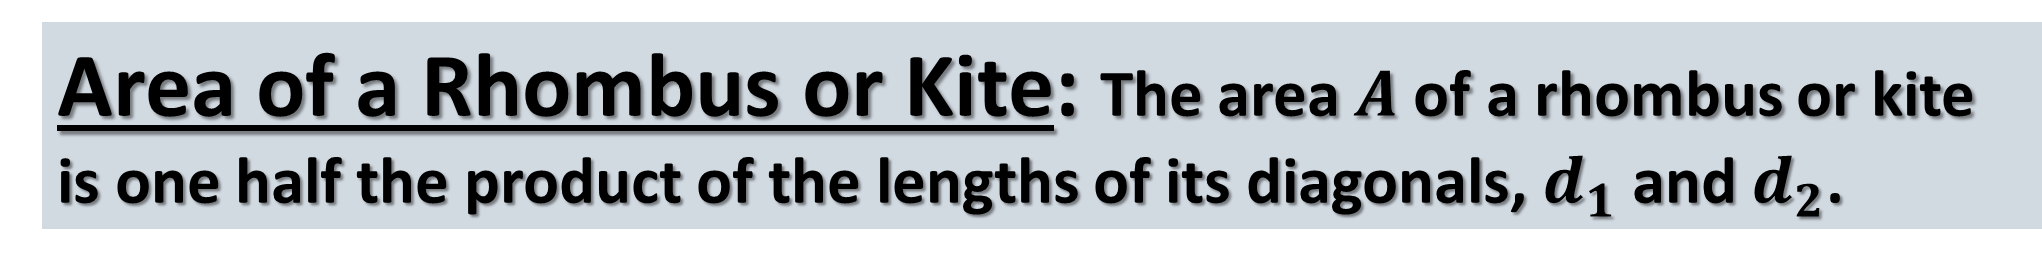 Area of a Rhombus or Kite: The area A of a rhombus or kite
is one half the product of the lengths of its diagonals, d₁ and d₂.